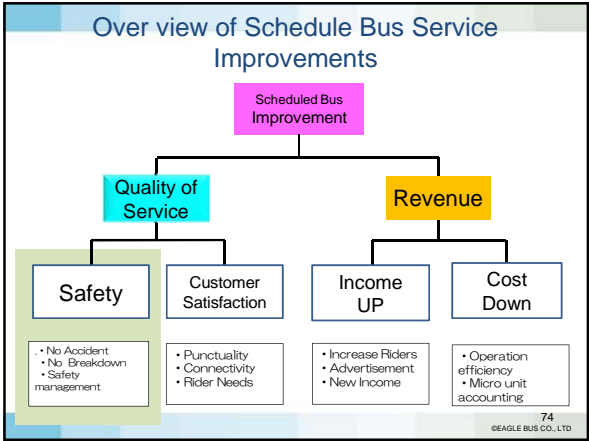 Over view of Schedule Bus Service
Improvements
Scheduled Bus
Improvement
Quality of
Service
Revenue
Safety
Customer
Satisfaction
Income
UP
Cost
Down
. • No Accident
• No Breakdown
• Safety
management
• Punctuality
• Connectivity
• Rider Needs
• Increase Riders
• Advertisement
• New Income
• Operation
efficiency
• Micro unit
accounting
74
©EAGLE BUS CO., LTD